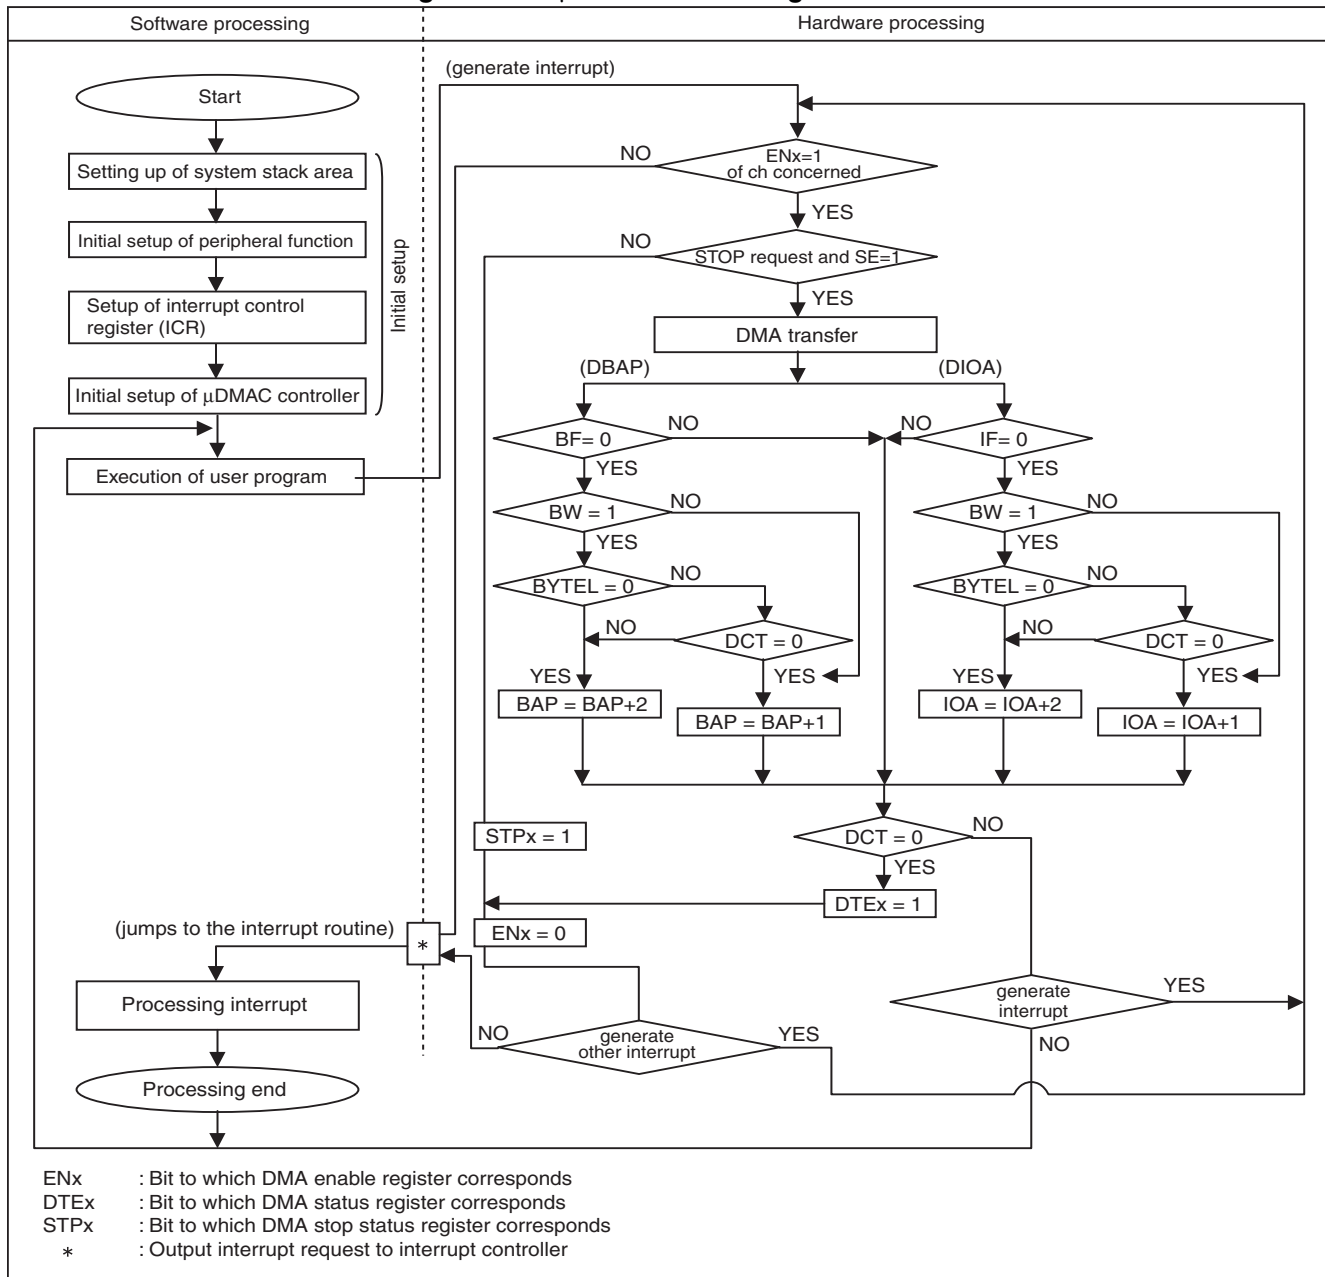 Software processing
Hardware processing
(generate interrupt)
Start
Setting up of system stack area
Initial setup of peripheral function
Setup of interrupt control
register (ICR)
Initial setup of μDMAC controller
Initial setup
Execution of user program
NO
ENx=1
of ch concerned
YES
NO
STOP request and SE=1
YES
DMA transfer
(DBAP)
(DIOA)
BF= 0
NO
NO
IF= 0
YES
YES
BW = 1
NO
BW = 1
NO
YES
YES
BYTEL = 0
NO
BYTEL = 0
NO
NO
DCT = 0
NO
DCT = 0
YES
YES
YES
YES
BAP = BAP+2
BAP = BAP+1
IOA = IOA+2
IOA = IOA+1
STPx = 1
DCT = 0
NO
YES
DTEx = 1
(jumps to the interrupt routine)
*
ENx = 0
Processing interrupt
generate
interrupt
YES
NO
NO
generate
other interrupt
YES
Processing end
ENx : Bit to which DMA enable register corresponds
DTEx : Bit to which DMA status register corresponds
STPx : Bit to which DMA stop status register corresponds
* : Output interrupt request to interrupt controller